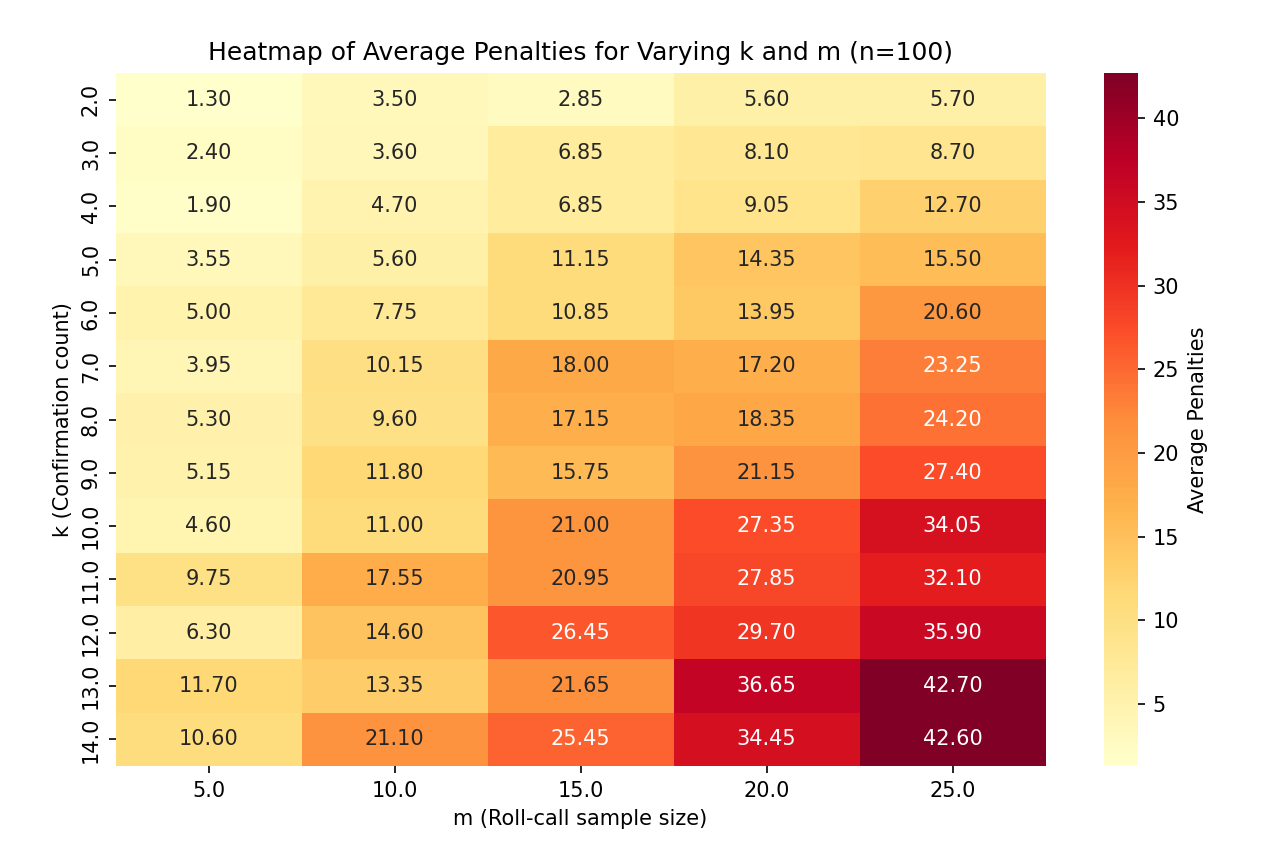 Heatmap of Average Penalties for Varying k and m (n=100)
k (Confirmation count)
2.0 1.30 3.50 2.85 5.60 5.70
3.0 2.40 3.60 6.85 8.10 8.70
4.0 1.90 4.70 6.85 9.05 12.70
5.0 3.55 5.60 11.15 14.35 15.50
6.0 5.00 7.75 10.85 13.95 20.60
7.0 3.95 10.15 18.00 17.20 23.25
8.0 5.30 9.60 17.15 18.35 24.20
9.0 5.15 11.80 15.75 21.15 27.40
10.0 4.60 11.00 21.00 27.35 34.05
11.0 9.75 17.55 20.95 27.85 32.10
12.0 6.30 14.60 26.45 29.70 35.90
13.0 11.70 13.35 21.65 36.65 42.70
14.0 10.60 21.10 25.45 34.45 42.60
5.0 10.0 15.0 20.0 25.0
m (Roll-call sample size)
40
35
30
25
20
15
10
5
Average Penalties